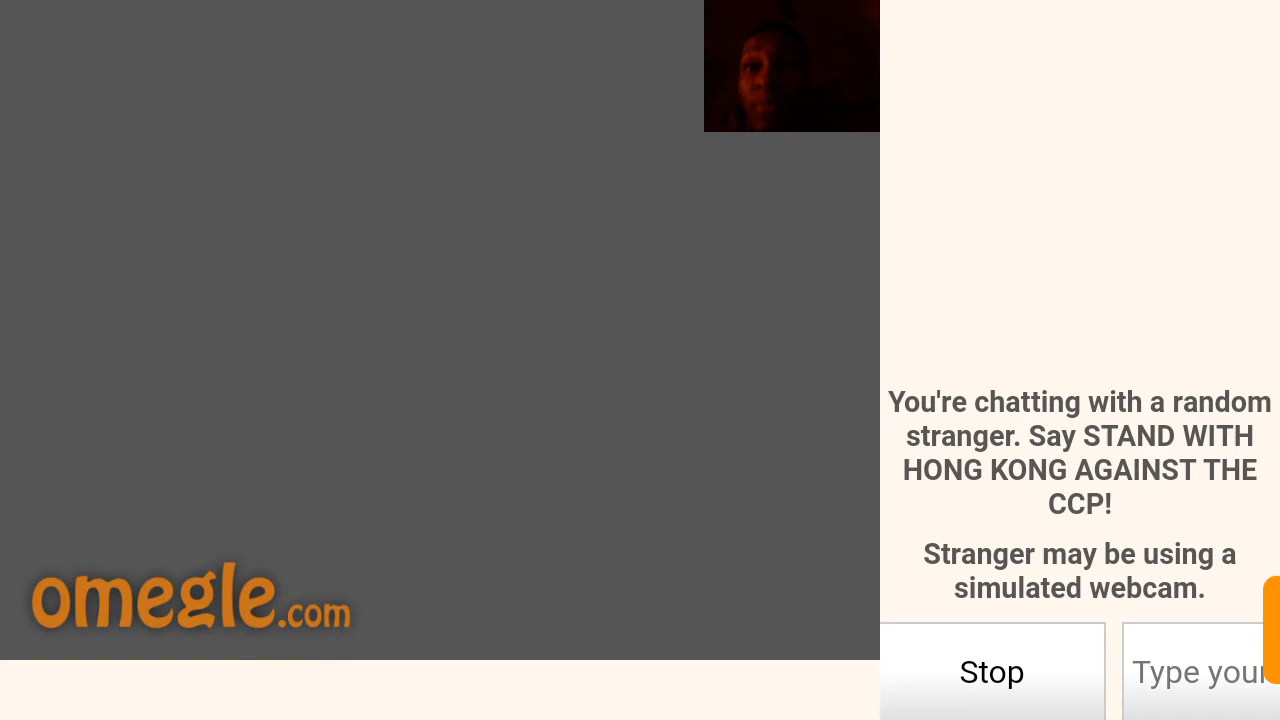 You're chatting with a random
stranger. Say STAND WITH
HONG KONG AGAINST THE
CCP!
Stranger may be using a
simulated webcam.
omegle.com
Stop
Type your